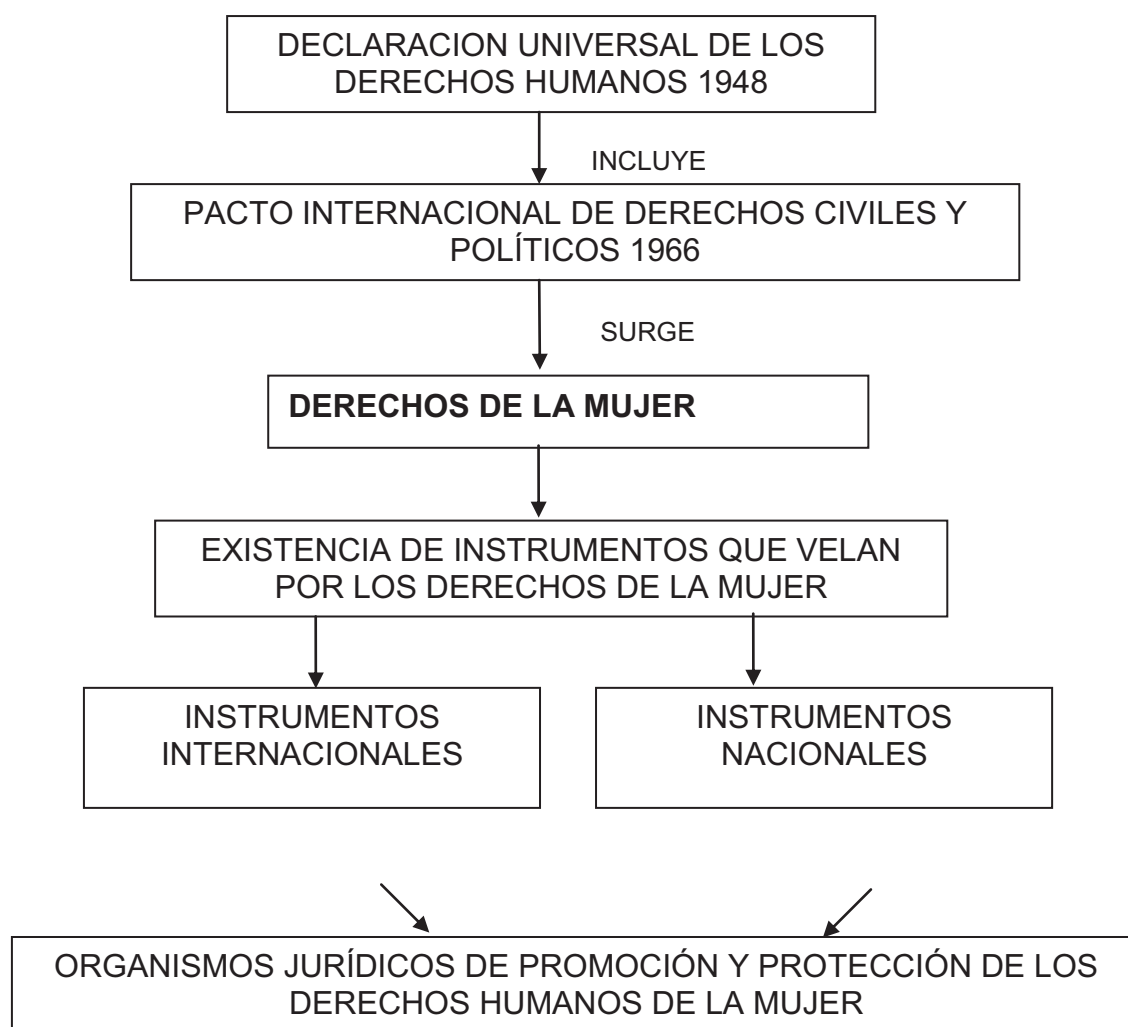 DECLARACION UNIVERSAL DE LOS
DERECHOS HUMANOS 1948
INCLUYE
PACTO INTERNACIONAL DE DERECHOS CIVILES Y
POLÍTICOS 1966
SURGE
DERECHOS DE LA MUJER
EXISTENCIA DE INSTRUMENTOS QUE VELAN
POR LOS DERECHOS DE LA MUJER
INSTRUMENTOS
INTERNACIONALES
INSTRUMENTOS
NACIONALES
ORGANISMOS JURÍDICOS DE PROMOCIÓN Y PROTECCIÓN DE LOS
DERECHOS HUMANOS DE LA MUJER